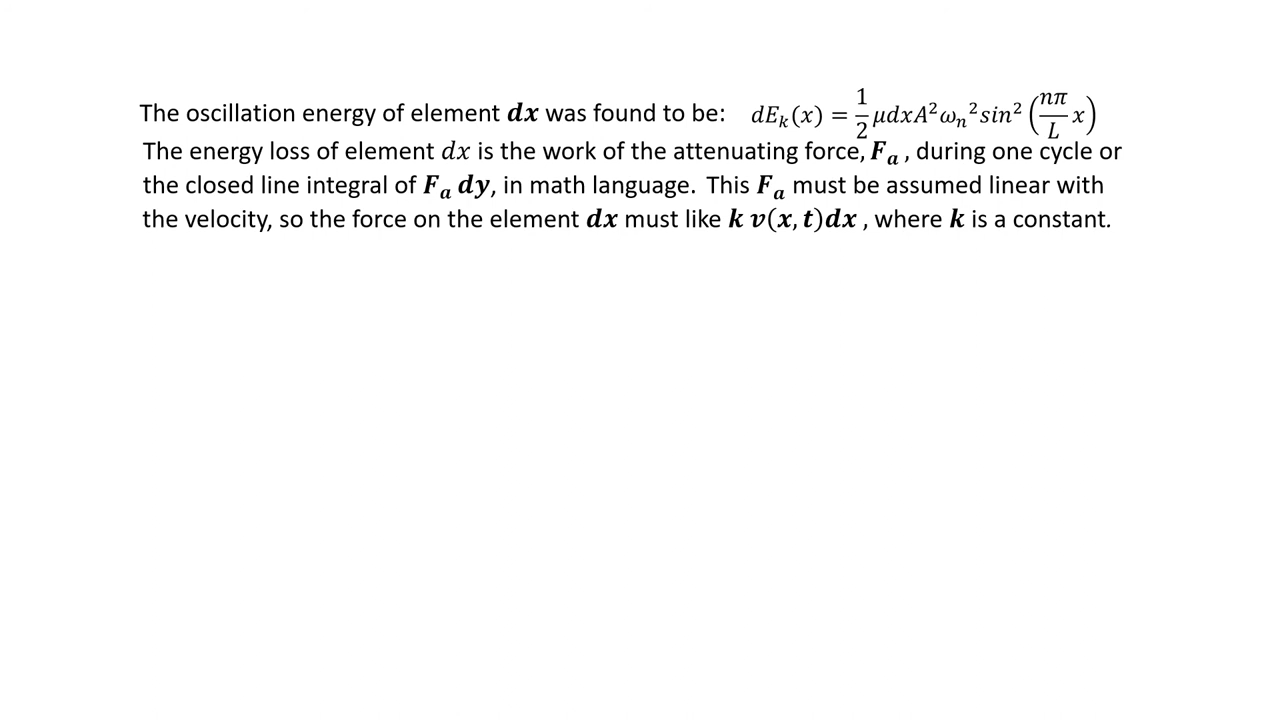 The oscillation energy of element dx was found to be: dE_k(x) = 1/2 μdxA²ω_n² sin² (nπ/L x)
The energy loss of element dx is the work of the attenuating force, F_a , during one cycle or
the closed line integral of F_a dy, in math language. This F_a must be assumed linear with
the velocity, so the force on the element dx must like k v(x, t)dx , where k is a constant.